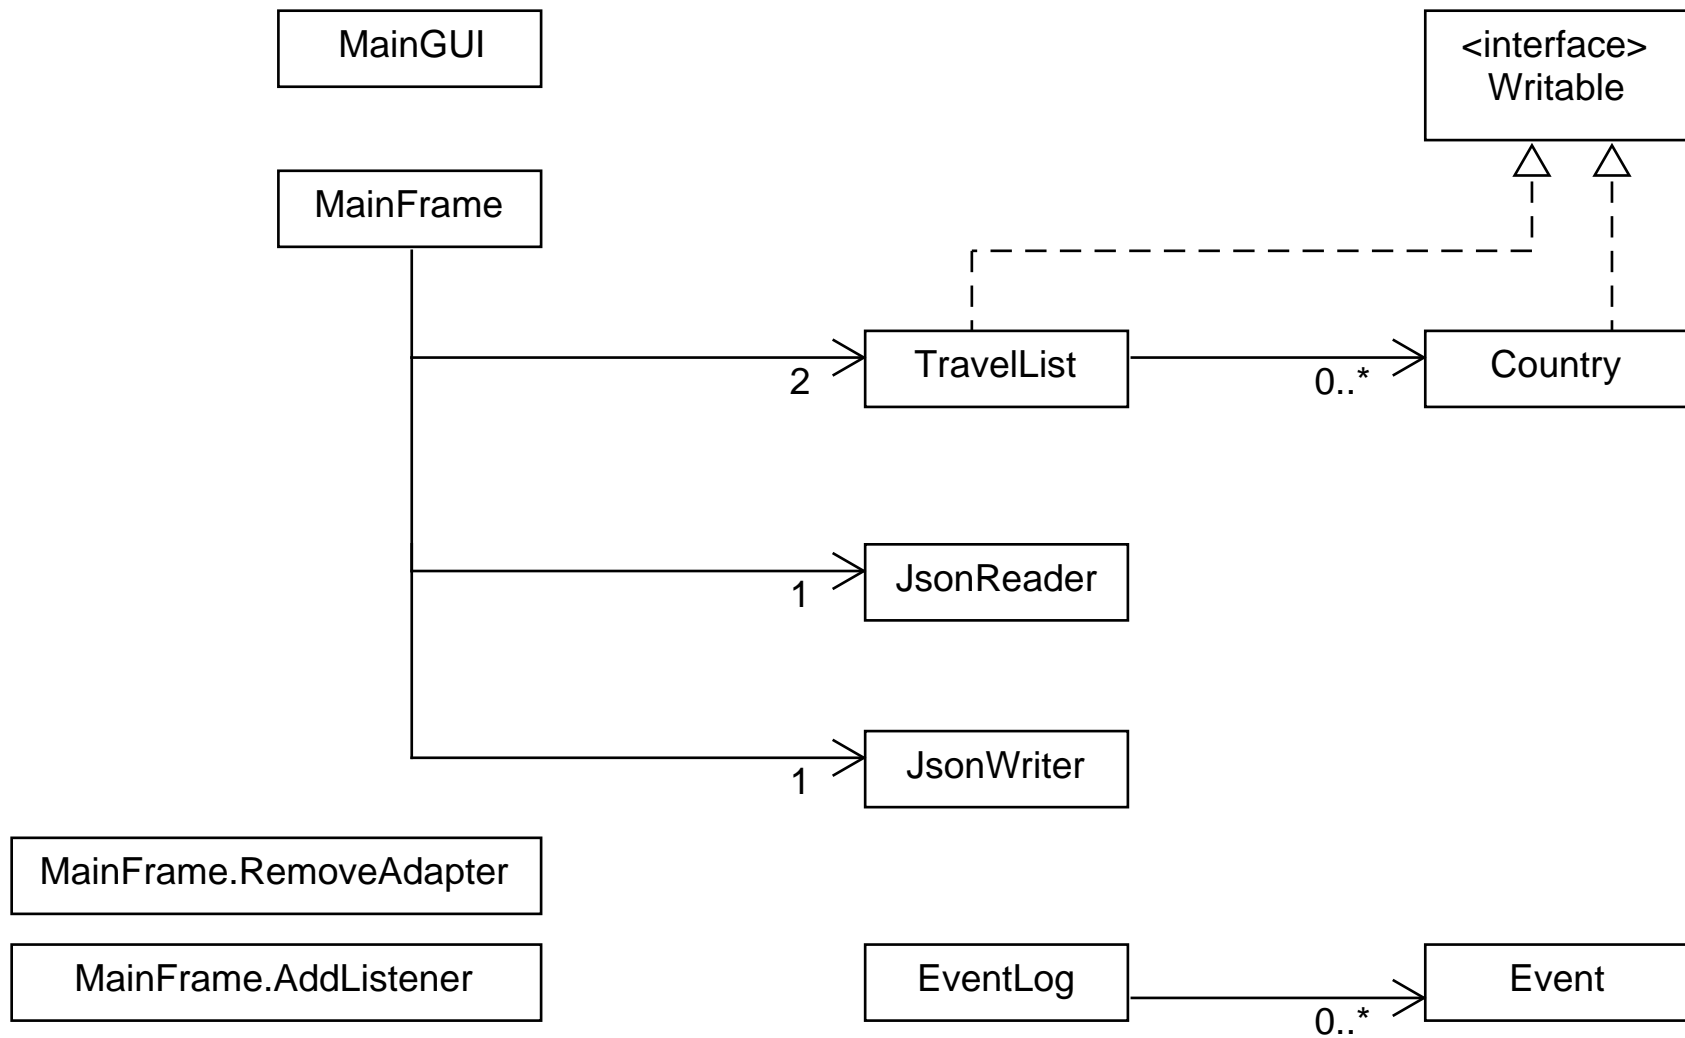 MainGUI
<interface>
Writable
MainFrame
TravelList
Country
2
0..*
JsonReader
1
JsonWriter
1
MainFrame.RemoveAdapter
MainFrame.AddListener
EventLog
Event
0..*